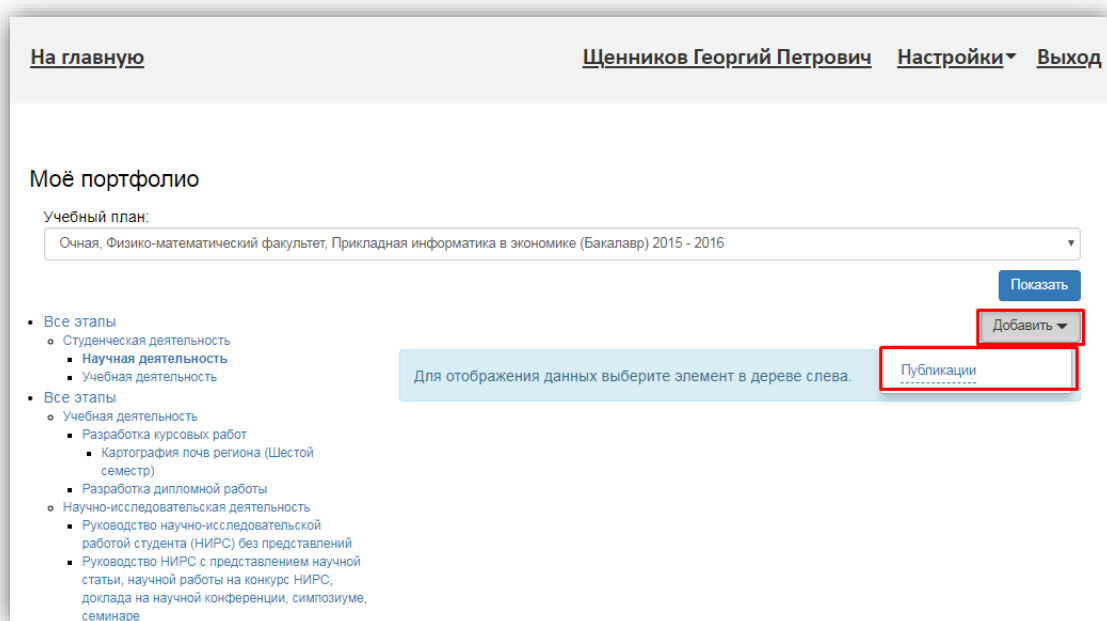 На главную Щенников Георгий Петрович Настройки Выход
Моё портфолио
Учебный план:
Очная, Физико-математический факультет, Прикладная информатика в экономике (Бакалавр) 2015 - 2016
Показать
Добавить
Публикации
Для отображения данных выберите элемент в дереве слева.
Все этапы
Студенческая деятельность
Научная деятельность
Учебная деятельность
Все этапы
Учебная деятельность
Разработка курсовых работ
Картография почв региона (Шестой
семестр)
Разработка дипломной работы
Научно-исследовательская деятельность
Руководство научно-исследовательской
работой студента (НИРС) без представлений
Руководство НИРС с представлением научной
статьи, научной работы на конкурс НИРС,
доклада на научной конференции, симпозиуме,
семинаре